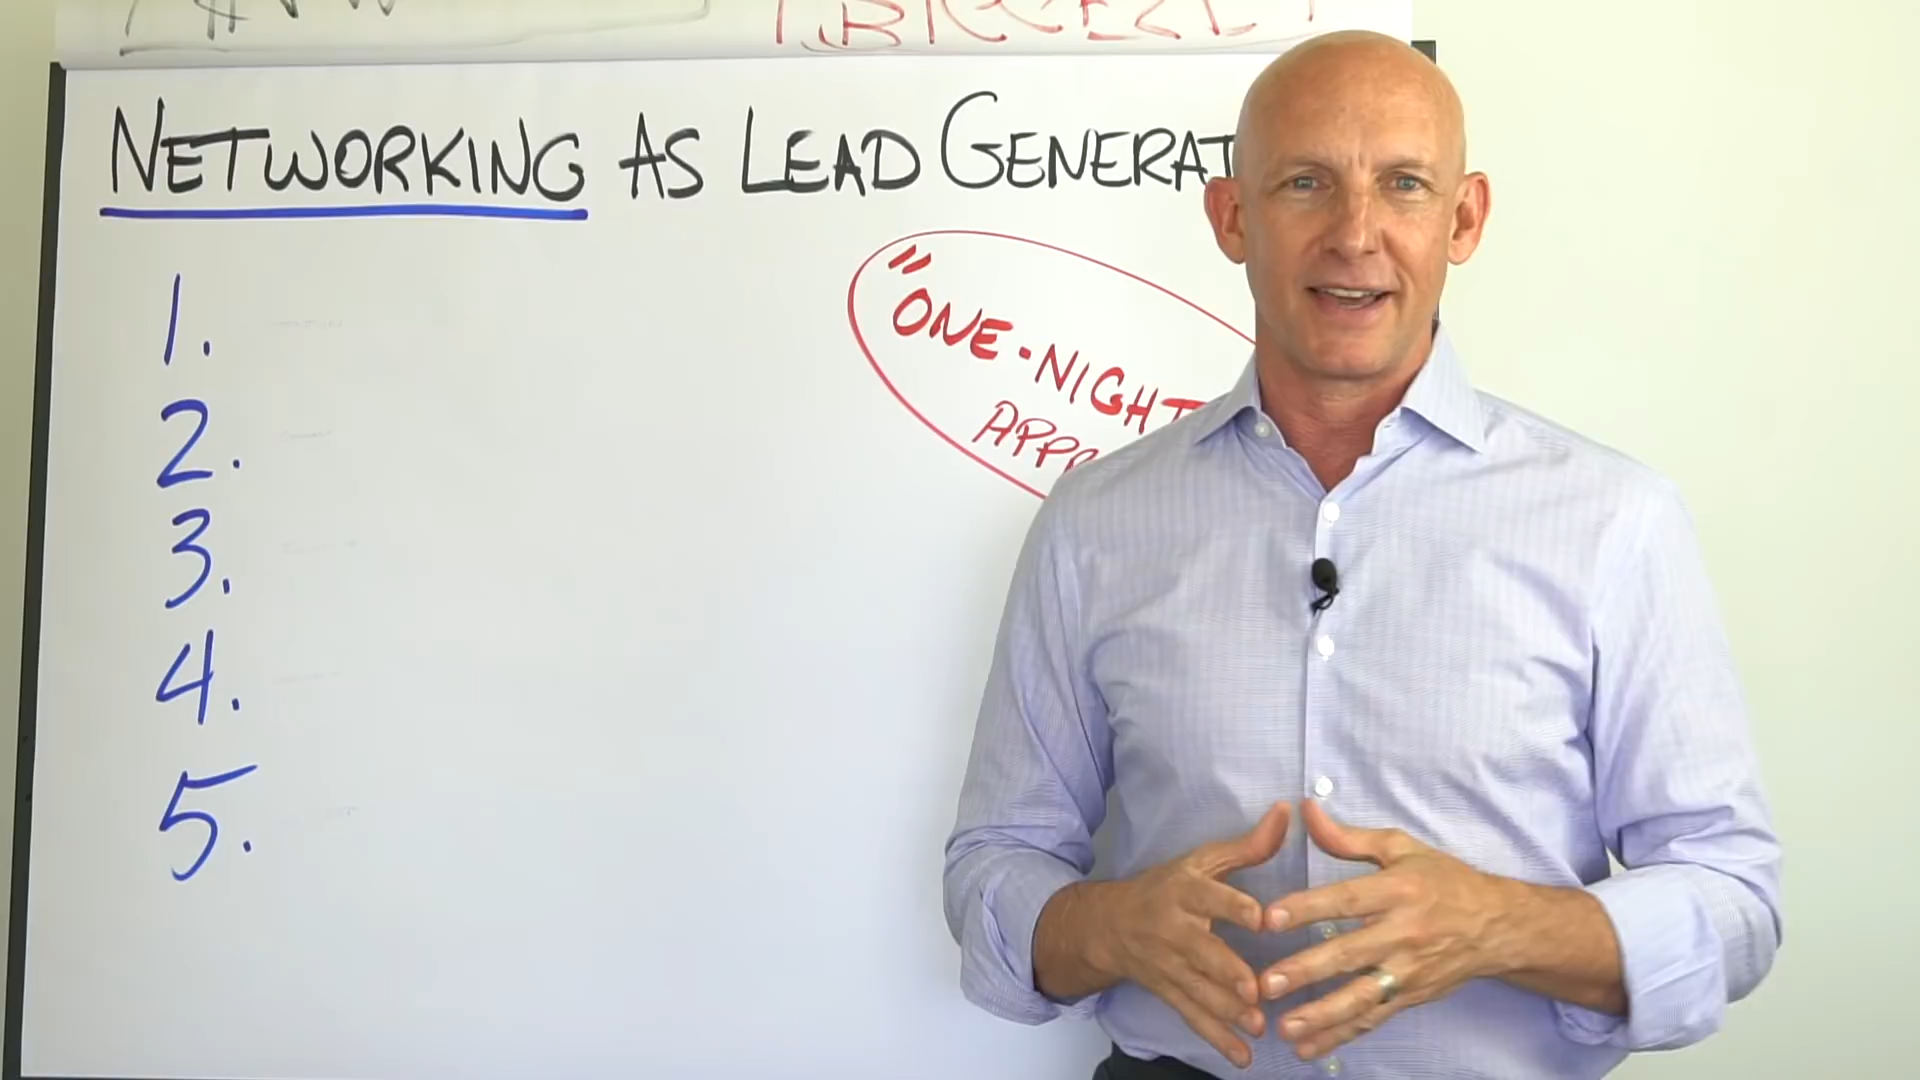 NETWORKING AS LEAD GENERAT
"ONE-NIGHT
APPR
1.
2.
3.
4.
5.